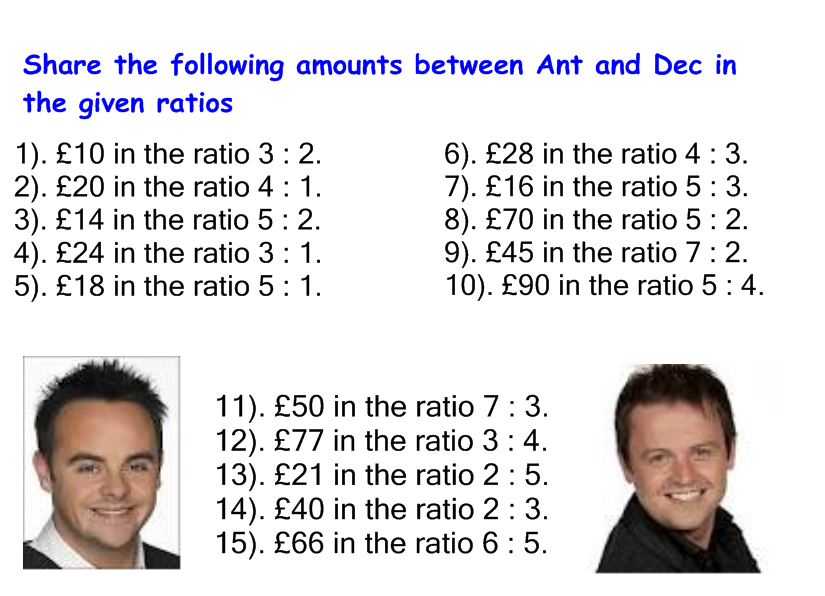 Share the following amounts between Ant and Dec in
the given ratios
1). £10 in the ratio 3 : 2.
2). £20 in the ratio 4 : 1.
3). £14 in the ratio 5 : 2.
4). £24 in the ratio 3 : 1.
5). £18 in the ratio 5 : 1.
6). £28 in the ratio 4 : 3.
7). £16 in the ratio 5 : 3.
8). £70 in the ratio 5 : 2.
9). £45 in the ratio 7 : 2.
10). £90 in the ratio 5 : 4.
11). £50 in the ratio 7 : 3.
12). £77 in the ratio 3 : 4.
13). £21 in the ratio 2 : 5.
14). £40 in the ratio 2 : 3.
15). £66 in the ratio 6 : 5.